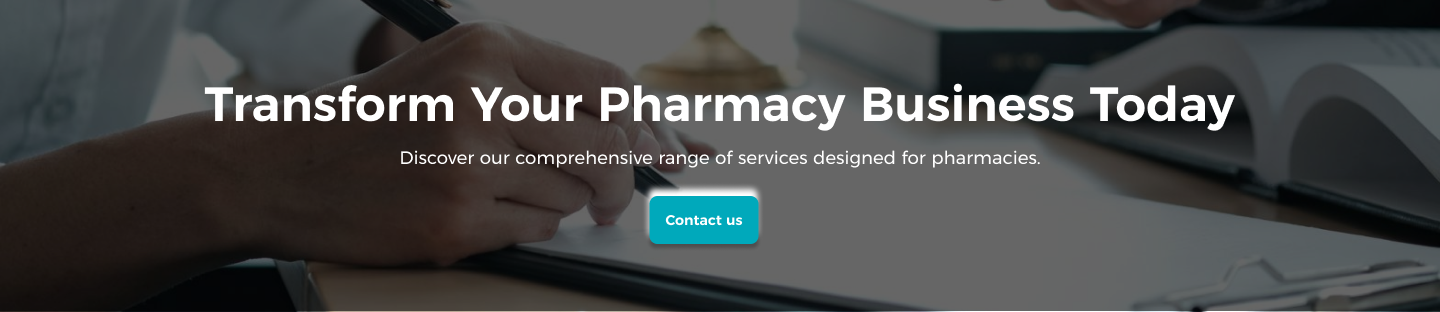 Transform Your Pharmacy Business Today
Discover our comprehensive range of services designed for pharmacies.
Contact us